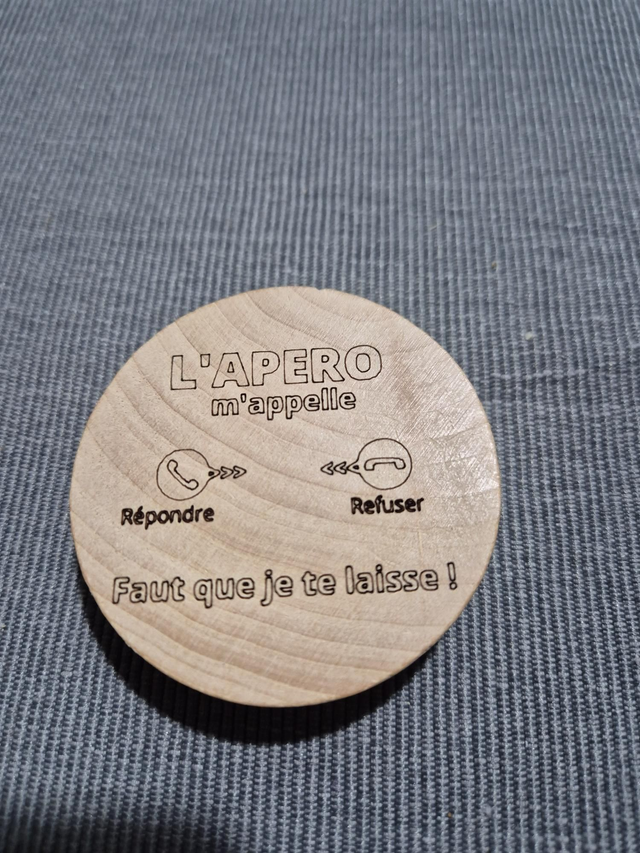 L'APERO
m'appelle
Répondre Refuser
Faut que je te laisse !